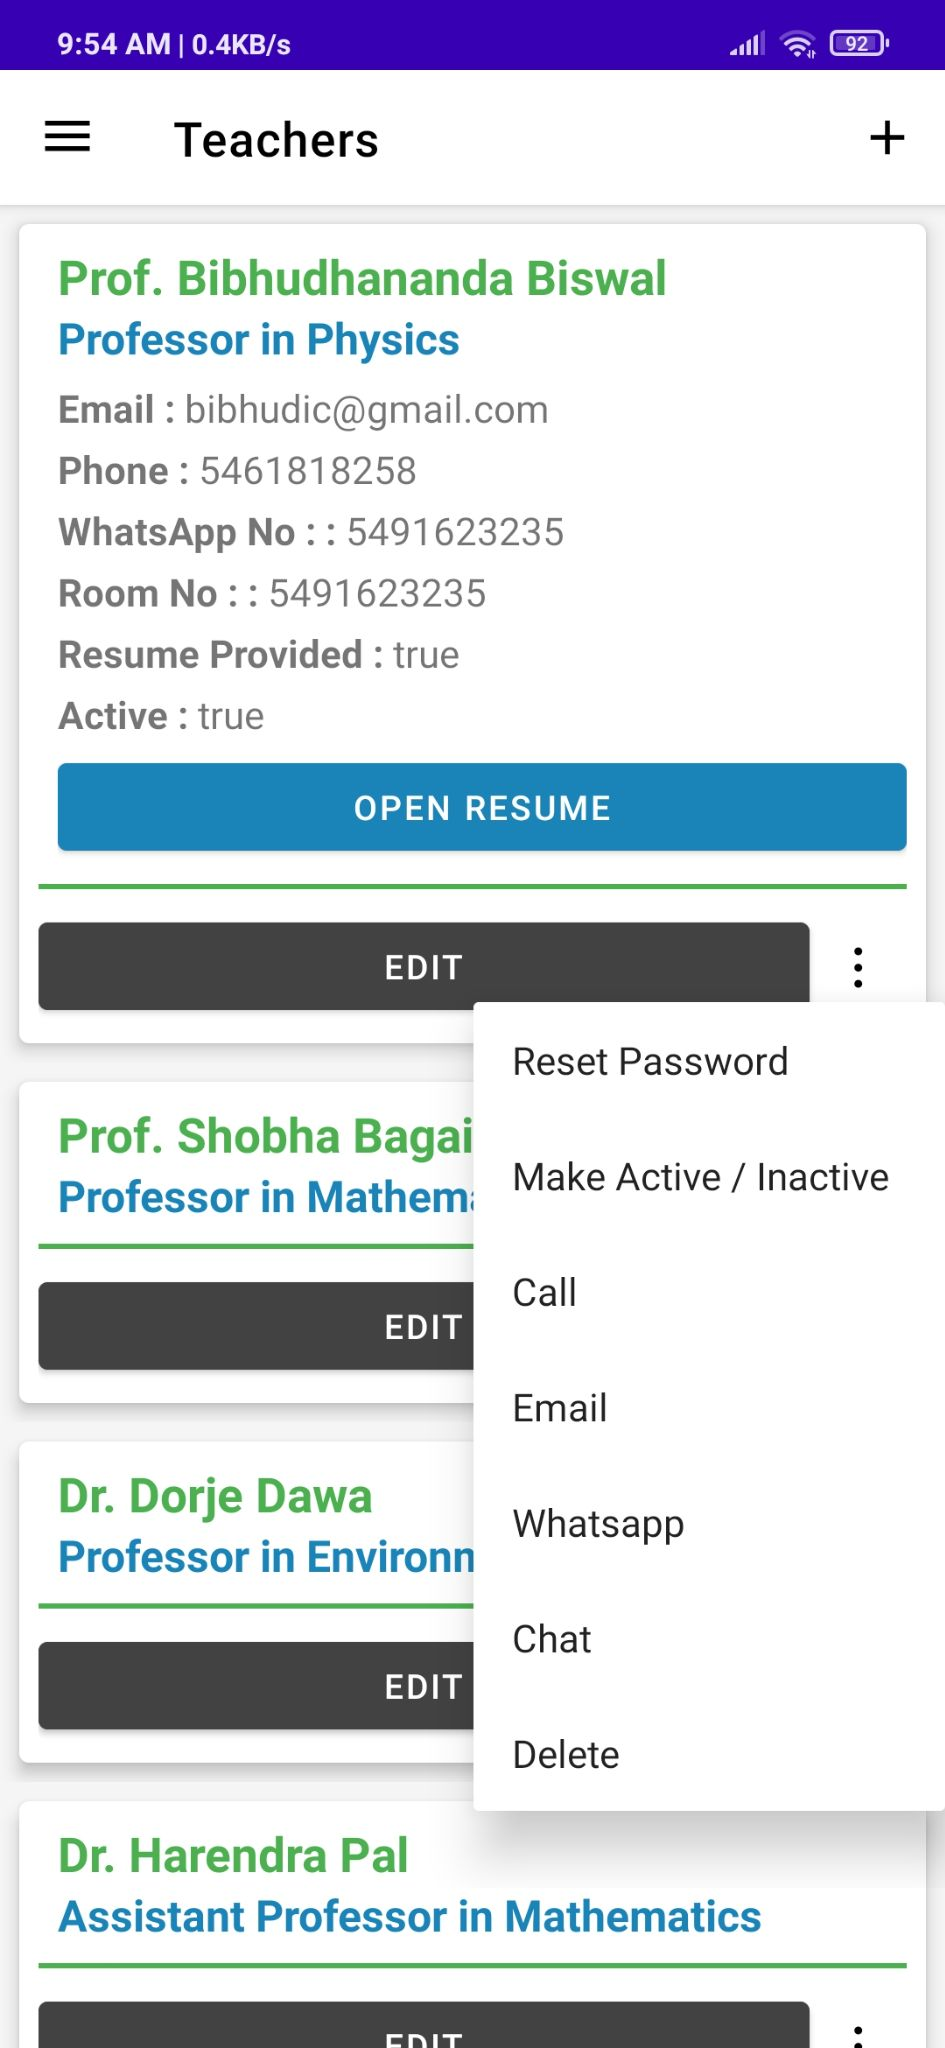 9:54 AM | 0.4KB/s 92
Teachers
Prof. Bibhudhananda Biswal
Professor in Physics
Email : bibhudic@gmail.com
Phone : 5461818258
WhatsApp No : : 5491623235
Room No : : 5491623235
Resume Provided : true
Active : true
OPEN RESUME
EDIT
Reset Password
Make Active / Inactive
Call
Email
Whatsapp
Chat
Delete
Prof. Shobha Bagai
Professor in
EDIT
Dr. Dorje Dawa
Professor in
EDIT
Dr. Harendra Pal
Assistant Professor in Mathematics
EDIT